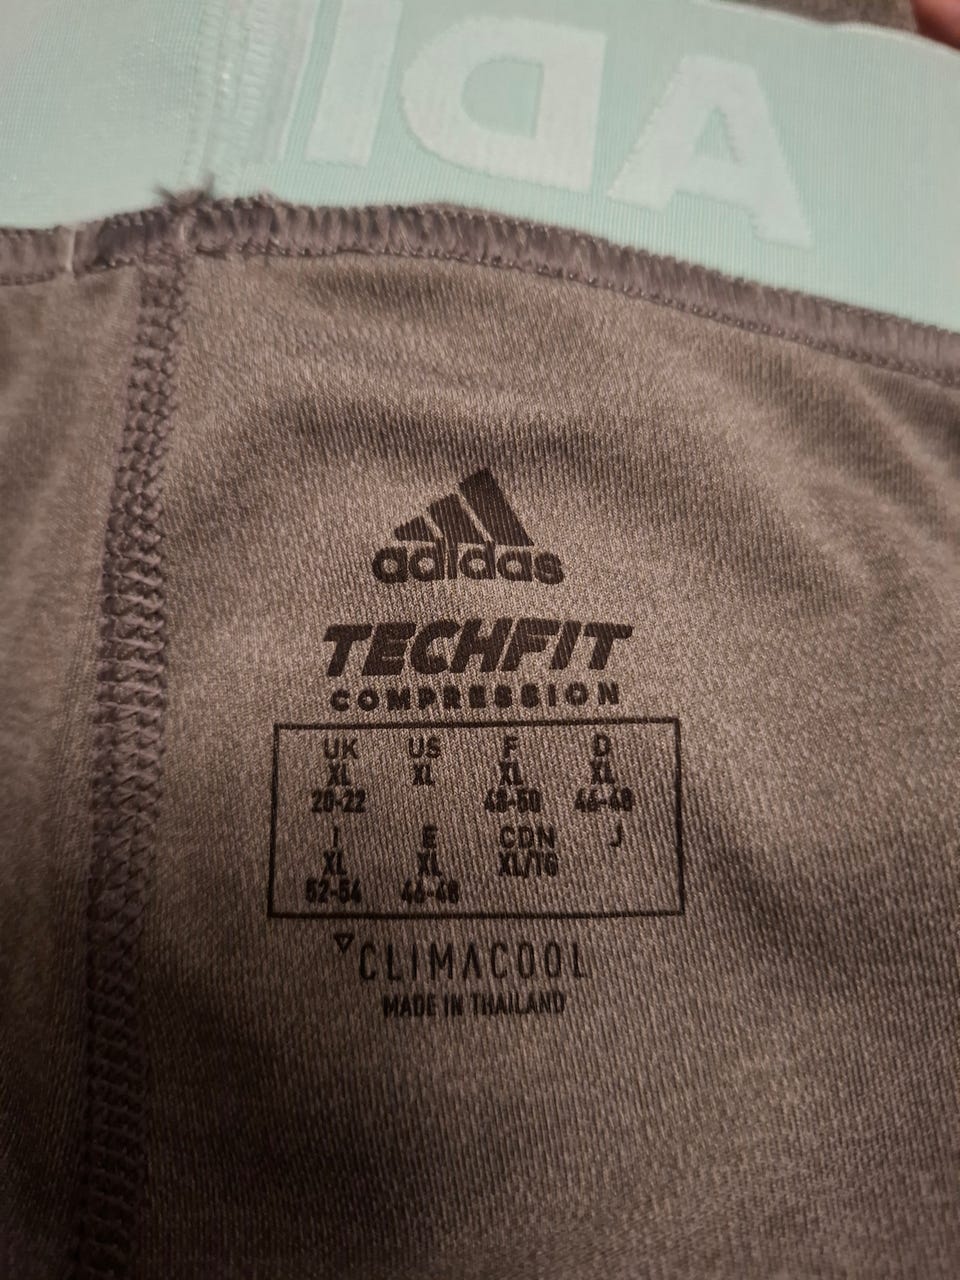 ADI
adidas
TECHFIT
COMPRESSION
UK US F D
XL XL XL XL
20-22 48-50 46-48
I E CDN J
XL XL XL/TG
52-54 46-48
CLIMACOOL
MADE IN THAILAND